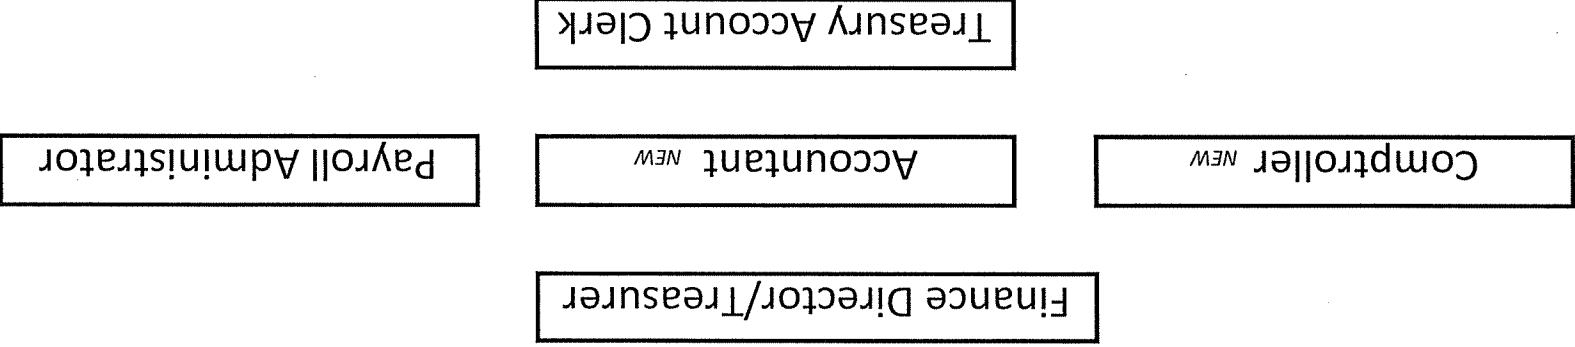 Finance Director/Treasurer
Comptroller NEW
Accountant NEW
Payroll Administrator
Treasury Account Clerk